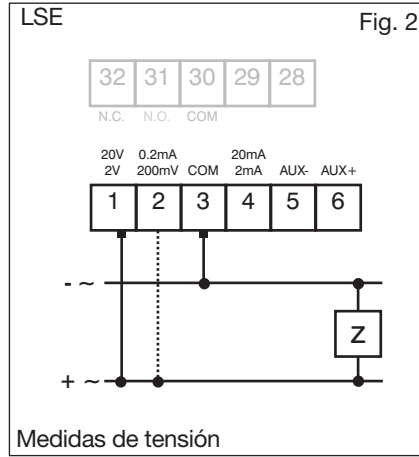 LSE Fig. 2
32 31 30 29 28
N.C. N.O. COM
20V 0.2mA 20mA
2V 200mV COM 2mA AUX- AUX+
1 2 3 4 5 6
- ~
Z
+ ~
Medidas de tensión